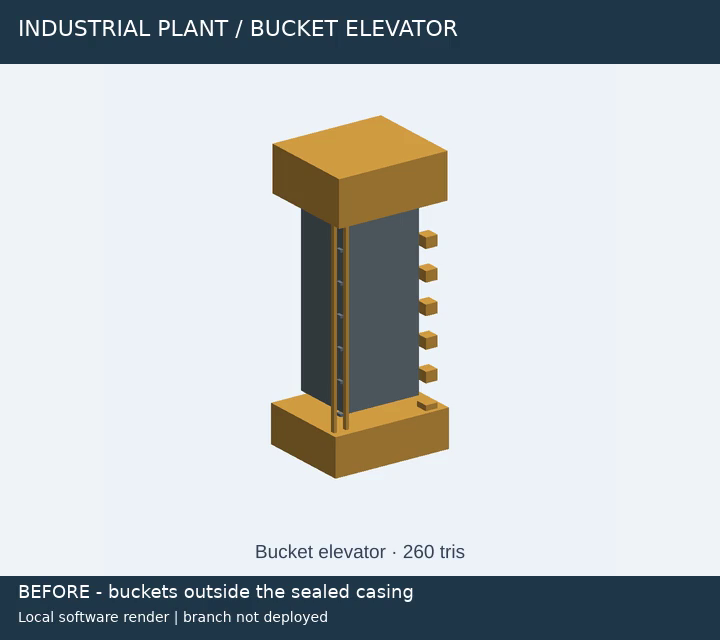 INDUSTRIAL PLANT / BUCKET ELEVATOR
Bucket elevator · 260 tris
BEFORE - buckets outside the sealed casing
Local software render | branch not deployed